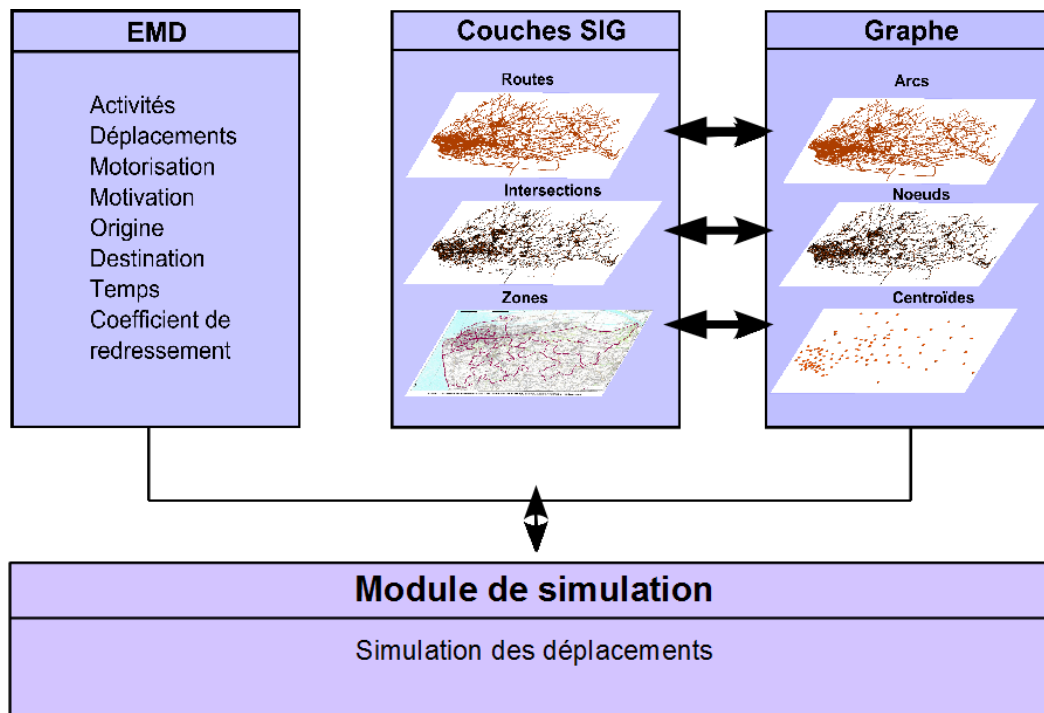 EMD
Activités
Déplacements
Motorisation
Motivation
Origine
Destination
Temps
Coefficient de
redressement
Couches SIG
Routes
Intersections
Zones
Graphe
Arcs
Noeuds
Centroïdes
Module de simulation
Simulation des déplacements